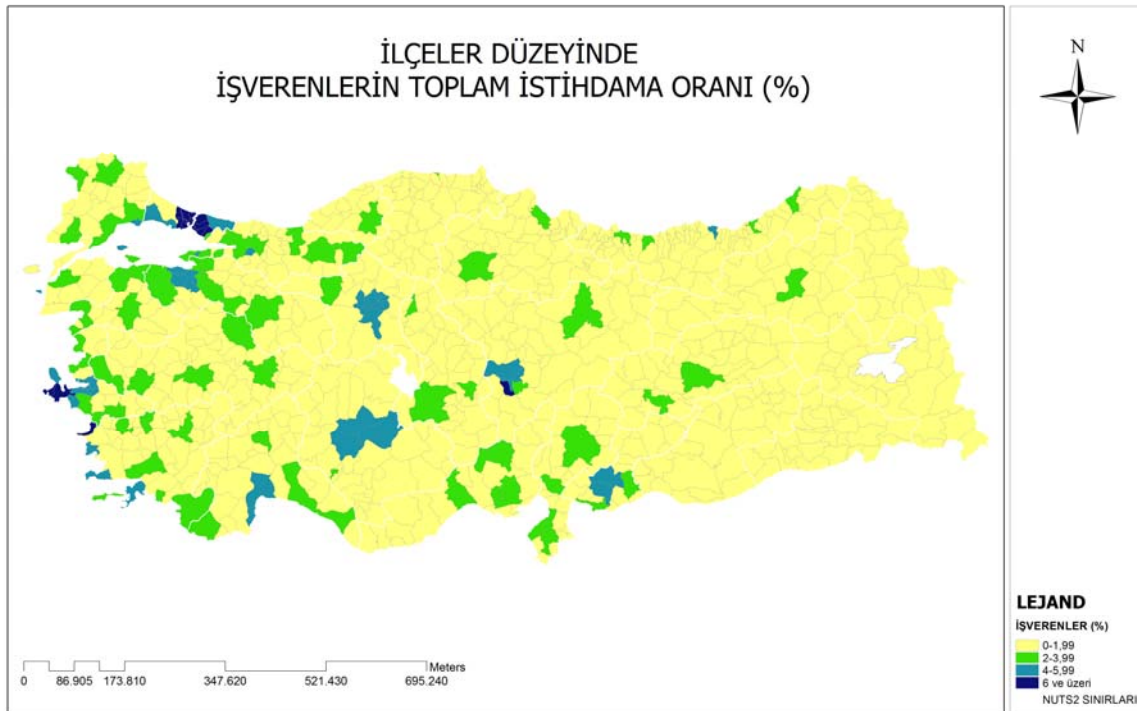 İLÇELER DÜZEYİNDE
İŞVERENLERİN TOPLAM İSTİHDAMA ORANI (%)
N
LEJAND
İŞVERENLER (%)
0-1,99
2-3,99
4-5,99
6 ve üzeri
NUTS2 SINIRLARI
Meters
0 86.905 173.810 347.620 521.430 695.240